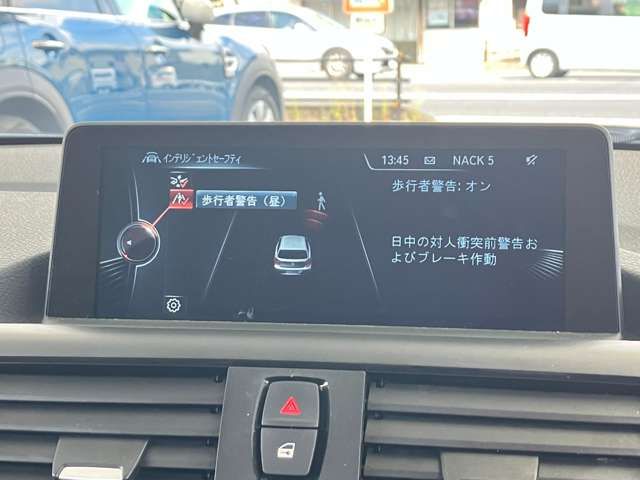 インテリジェントセーフティ
13:45
NACK 5
歩行者警告（昼）
歩行者警告: オン
日中の対人衝突前警告お
よびブレーキ作動